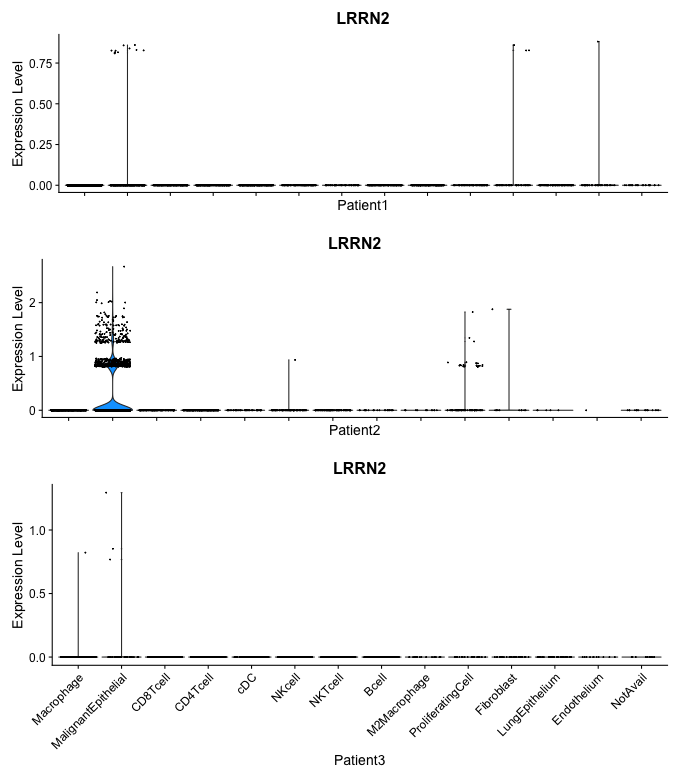 LRRN2
Expression Level
0.75
0.50
0.25
0.00
Patient1
LRRN2
Expression Level
2
1
0
Patient2
LRRN2
Expression Level
1.0
0.5
0.0
Macrophage
MalignantEpithelial
CD8Tcell
CD4Tcell
cDC
NKcell
NKTcell
Bcell
M2Macrophage
ProliferatingCell
Fibroblast
LungEpithelium
Endothelium
NotAvail
Patient3